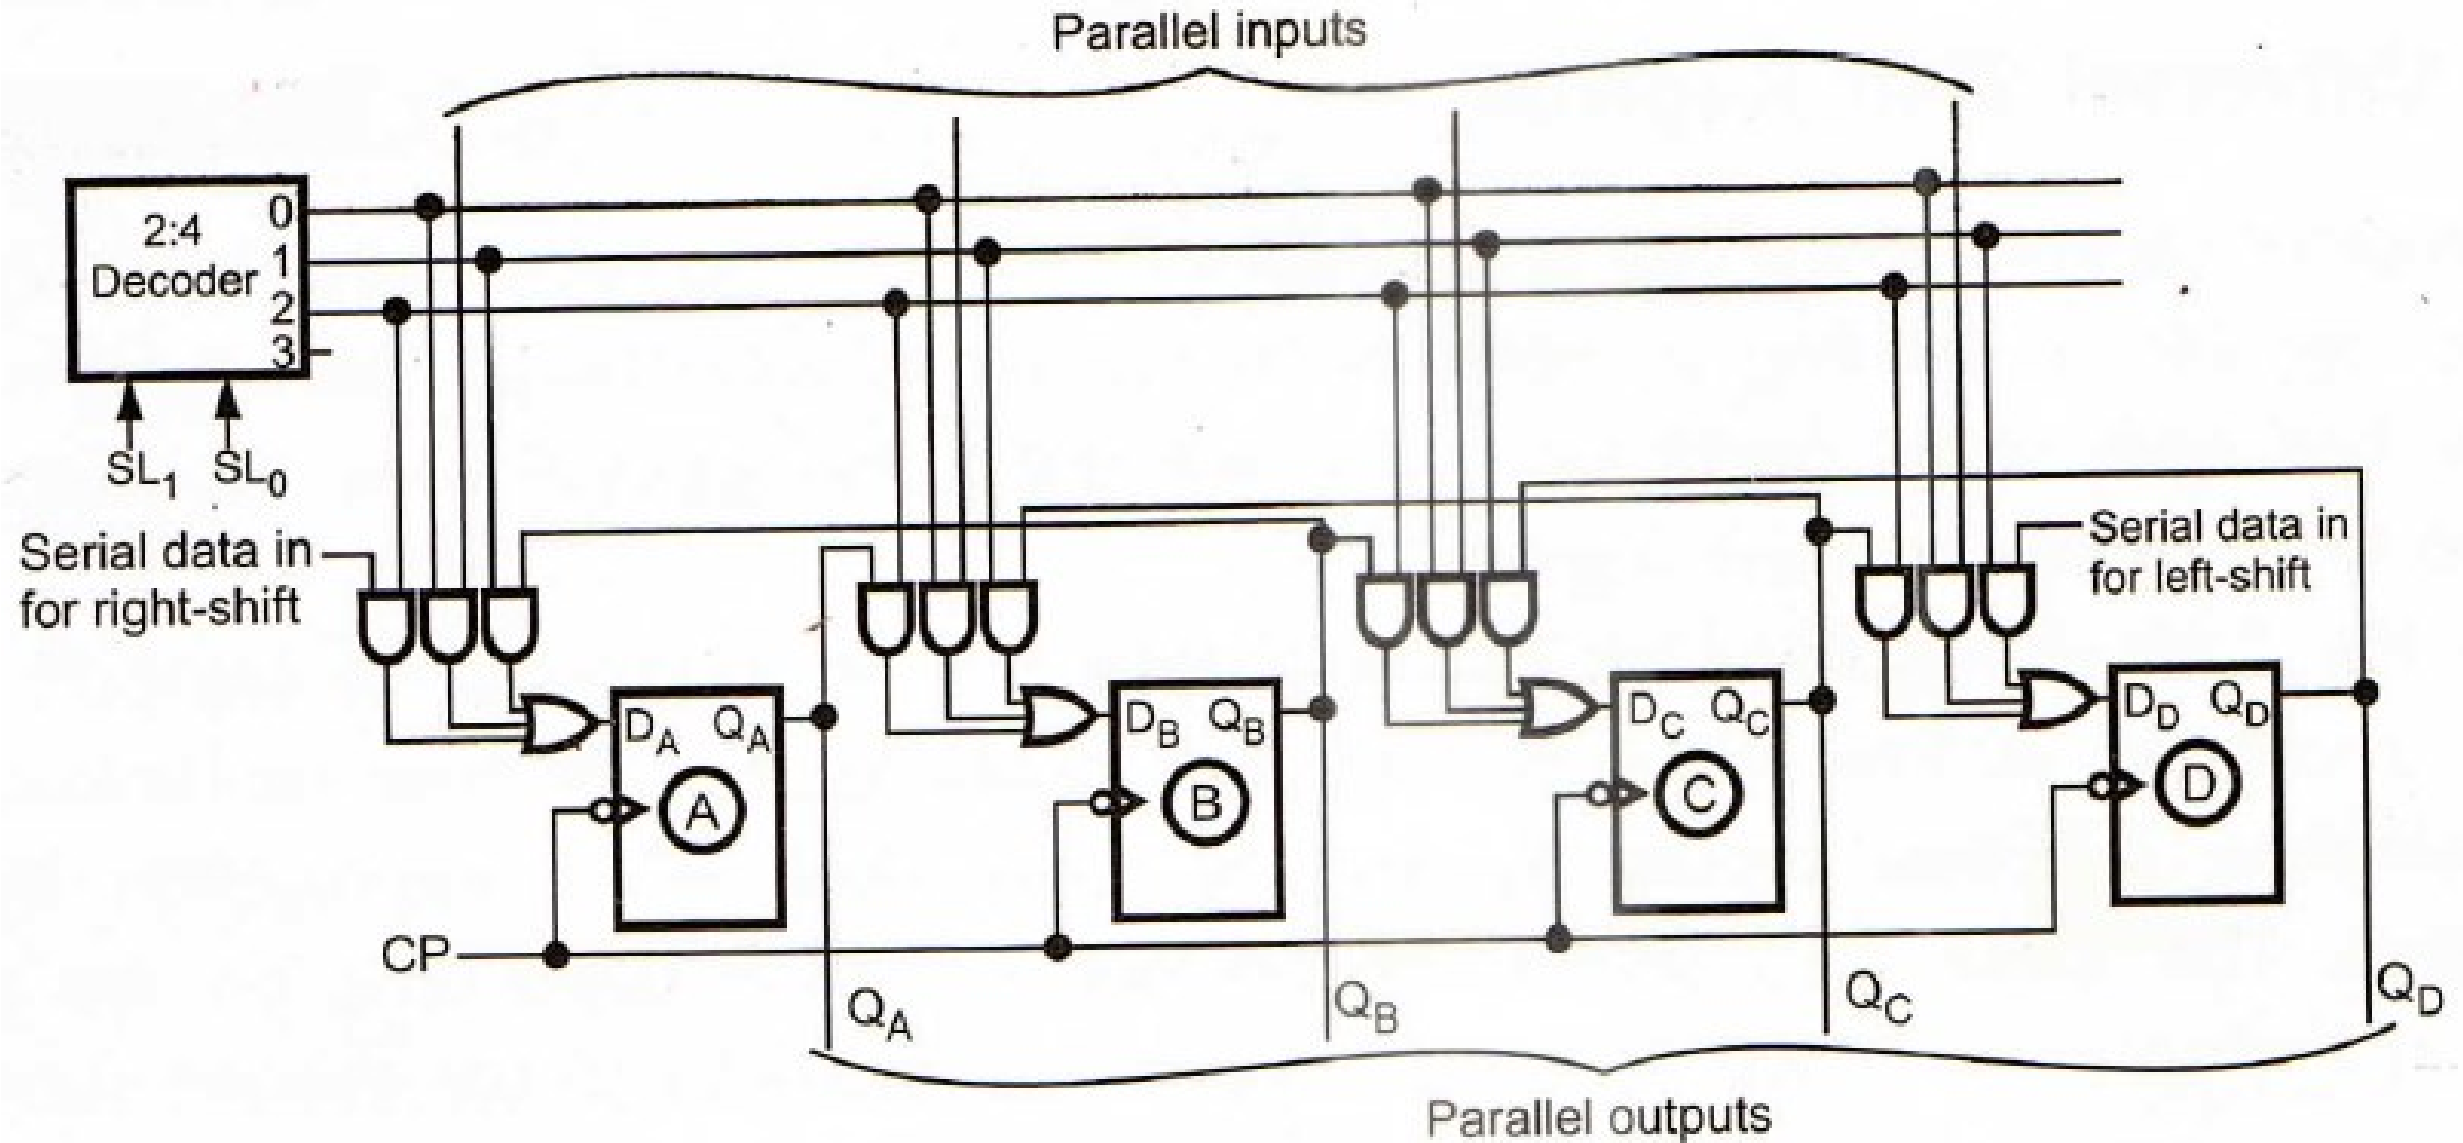 Parallel inputs
2:4
Decoder
0
1
2
3
SL1 SL0
Serial data in
for right-shift
Serial data in
for left-shift
DA QA
A
DB QB
B
DC QC
C
DD QD
D
CP
QA
QB
QC
QD
Parallel outputs